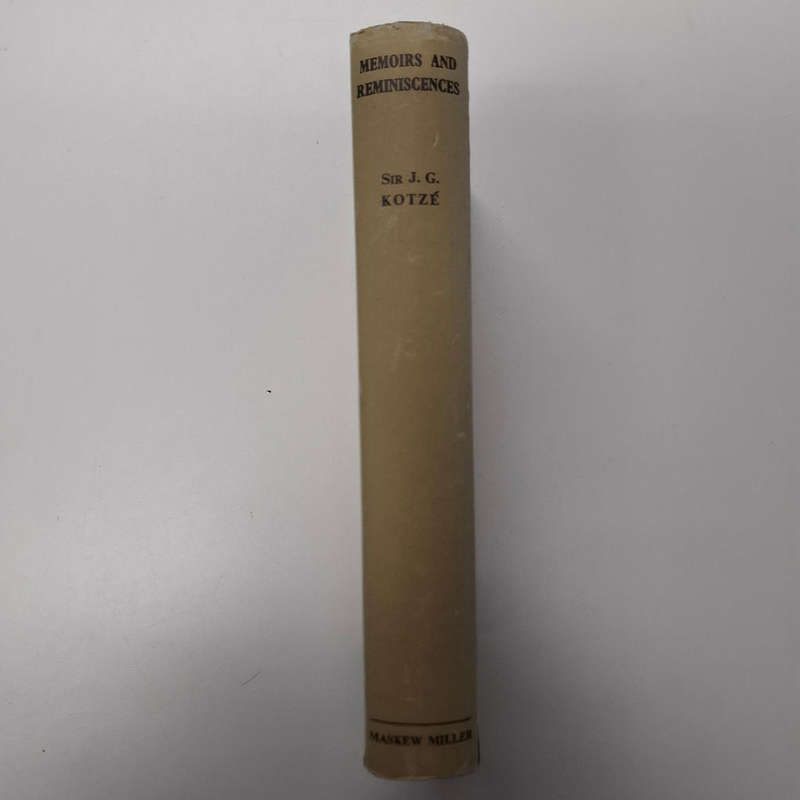 MEMOIRS AND
REMINISCENCES
SIR J. G.
KOTZÉ
MASKEW MILLER